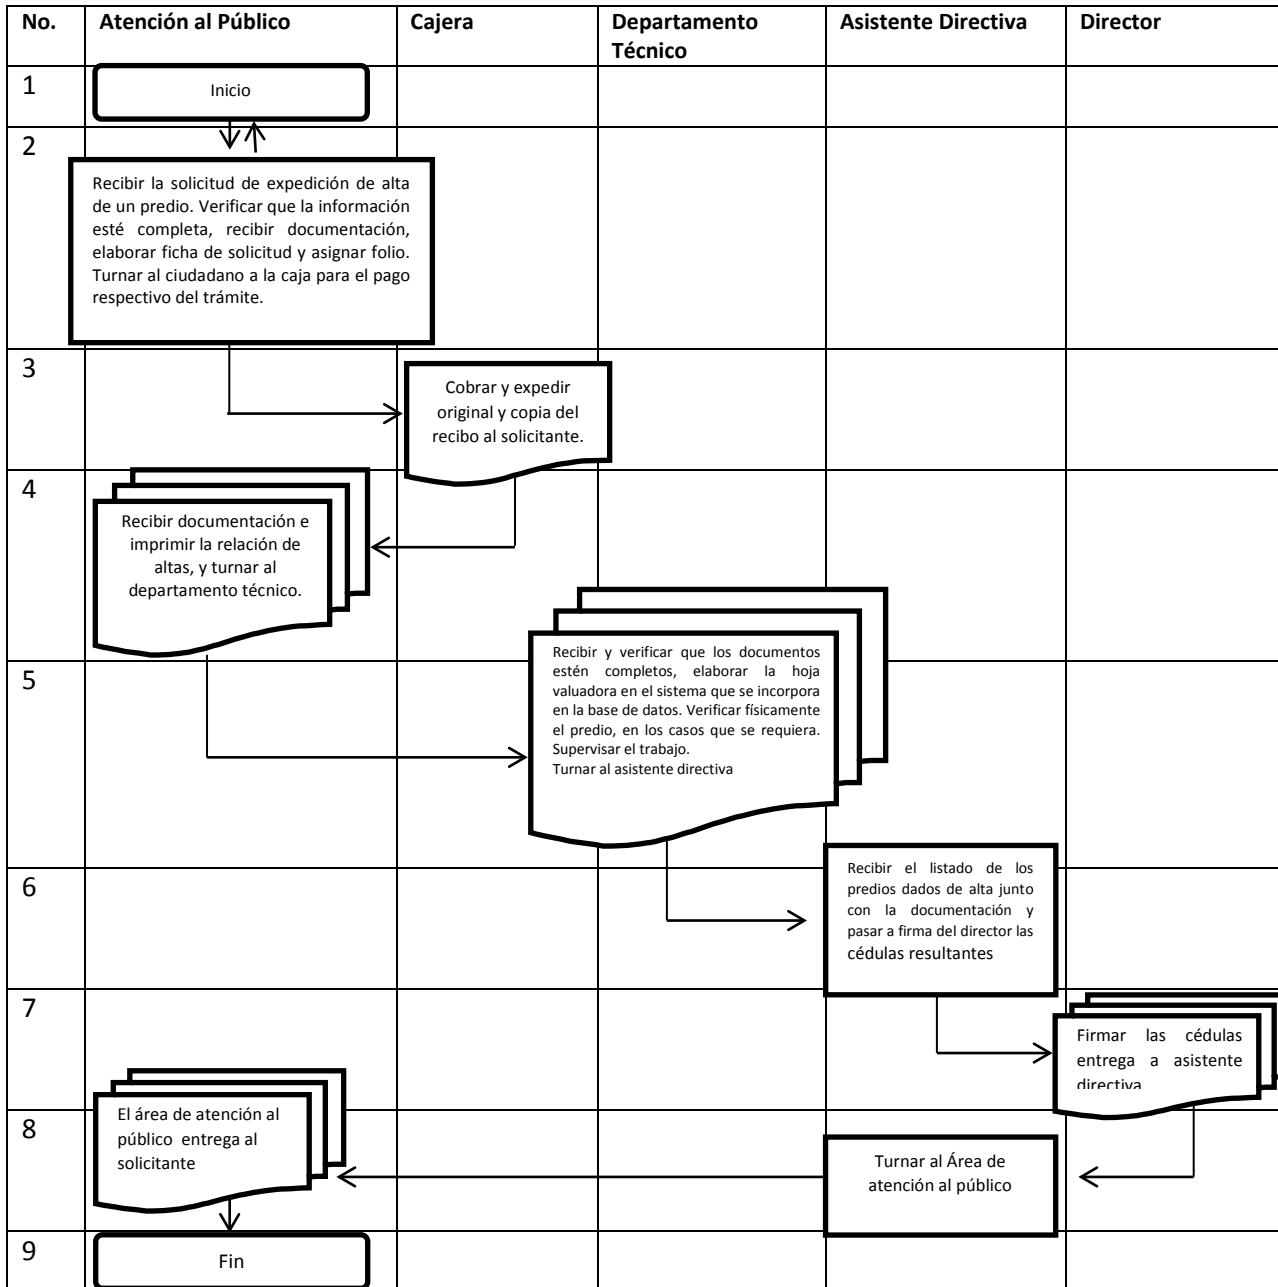 No.
Atención al Público
Cajera
Departamento
Técnico
Asistente Directiva
Director
1
Inicio
2
Recibir la solicitud de expedición de alta
de un predio. Verificar que la información
esté completa, recibir documentación,
elaborar ficha de solicitud y asignar folio.
Turnar al ciudadano a la caja para el pago
respectivo del trámite.
3
Cobrar y expedir
original y copia del
recibo al solicitante.
4
Recibir documentación e
imprimir la relación de
altas, y turnar al
departamento técnico.
5
Recibir y verificar que los documentos
estén completos, elaborar la hoja
valuadora en el sistema que se incorpora
en la base de datos. Verificar físicamente
el predio, en los casos que se requiera.
Supervisar el trabajo.
Turnar al asistente directiva
6
Recibir el listado de los
predios dados de alta junto
con la documentación y
pasar a firma del director las
cédulas resultantes
7
Firmar las cédulas
entrega a asistente
directiva
8
El área de atención al
público entrega al
solicitante
Turnar al Área de
atención al público
9
Fin